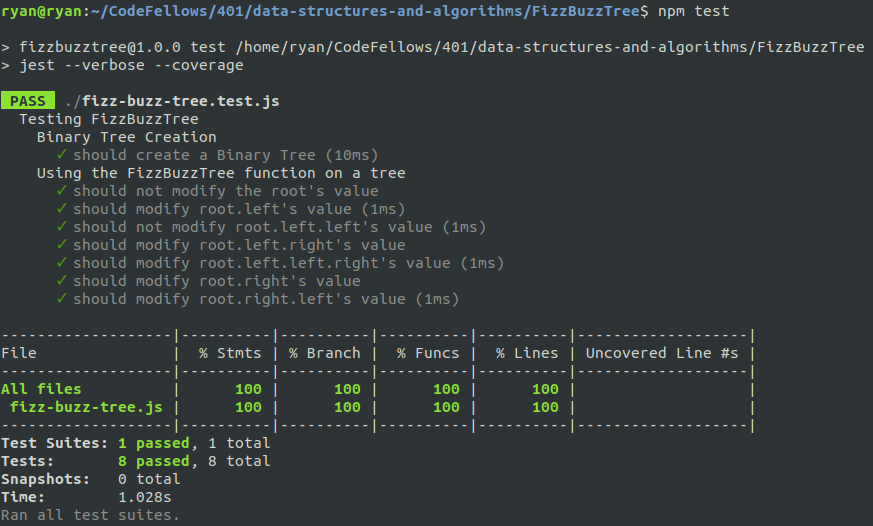 ryan@ryan:~/CodeFellows/401/data-structures-and-algorithms/FizzBuzzTree$ npm test
> fizzbuzztree@1.0.0 test /home/ryan/CodeFellows/401/data-structures-and-algorithms/FizzBuzzTree
> jest --verbose --coverage
PASS ./fizz-buzz-tree.test.js
Testing FizzBuzzTree
Binary Tree Creation
✓ should create a Binary Tree (10ms)
Using the FizzBuzzTree function on a tree
✓ should not modify the root's value
✓ should modify root.left's value (1ms)
✓ should not modify root.left.left's value (1ms)
✓ should modify root.left.right's value
✓ should modify root.left.left.right's value (1ms)
✓ should modify root.right's value
✓ should modify root.right.left's value (1ms)
-------------------|----------|----------|----------|----------|-------------------|
File               |  % Stmts | % Branch |  % Funcs |  % Lines | Uncovered Line #s |
-------------------|----------|----------|----------|----------|-------------------|
All files          |      100 |      100 |      100 |      100 |                   |
 fizz-buzz-tree.js |      100 |      100 |      100 |      100 |                   |
-------------------|----------|----------|----------|----------|-------------------|
Test Suites: 1 passed, 1 total
Tests:       8 passed, 8 total
Snapshots:   0 total
Time:        1.028s
Ran all test suites.